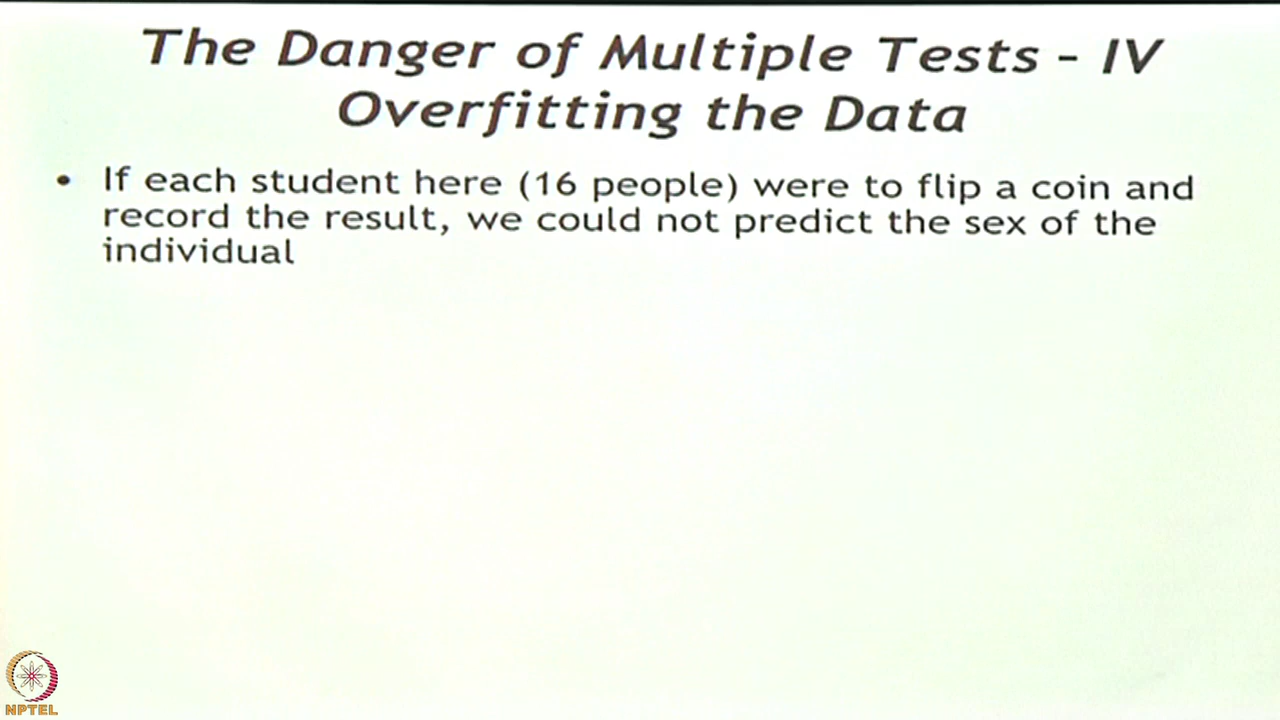 The Danger of Multiple Tests - IV
Overfitting the Data
• If each student here (16 people) were to flip a coin and
record the result, we could not predict the sex of the
individual
NPTEL